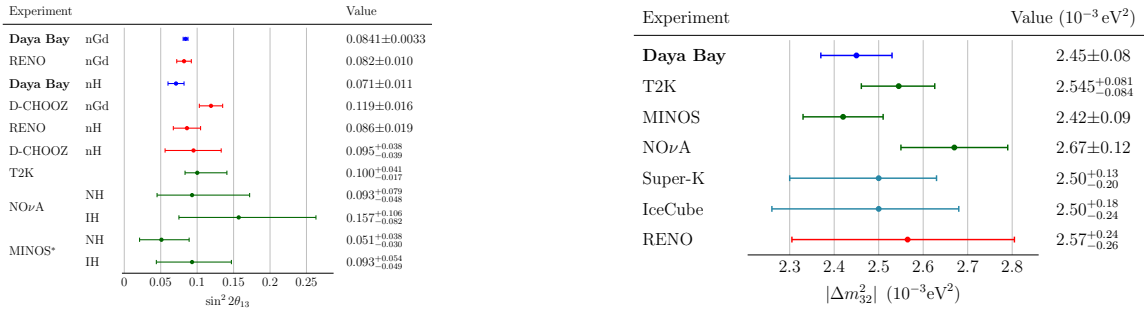 Experiment Value
Daya Bay nGd 0.0841±0.0033
RENO nGd 0.082±0.010
Daya Bay nH 0.071±0.011
D-CHOOZ nGd 0.119±0.016
RENO nH 0.086±0.019
D-CHOOZ nH 0.095+0.038−0.039
T2K 0.100+0.041−0.017
NOνA NH 0.093+0.079−0.048
IH 0.157+0.106−0.082
MINOS* NH 0.051+0.038−0.030
IH 0.093+0.054−0.049
0 0.05 0.1 0.15 0.2 0.25
sin² 2θ₁₃
Experiment Value (10⁻³ eV²)
Daya Bay 2.45±0.08
T2K 2.545+0.081−0.084
MINOS 2.42±0.09
NOνA 2.67±0.12
Super-K 2.50+0.13−0.20
IceCube 2.50+0.18−0.24
RENO 2.57+0.24−0.26
2.3 2.4 2.5 2.6 2.7 2.8
|Δm²₃₂| (10⁻³eV²)